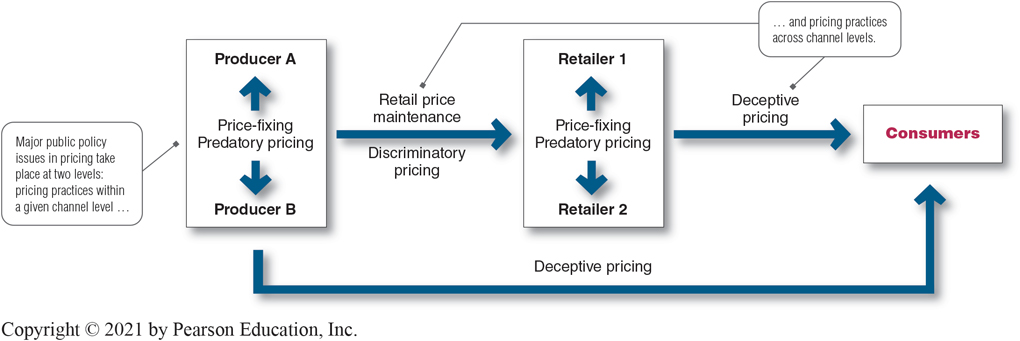 Major public policy
issues in pricing take
place at two levels:
pricing practices within
a given channel level …
Producer A
Price-fixing
Predatory pricing
Producer B
Retail price
maintenance
Discriminatory
pricing
… and pricing practices
across channel levels.
Retailer 1
Price-fixing
Predatory pricing
Retailer 2
Deceptive
pricing
Consumers
Deceptive pricing
Copyright © 2021 by Pearson Education, Inc.